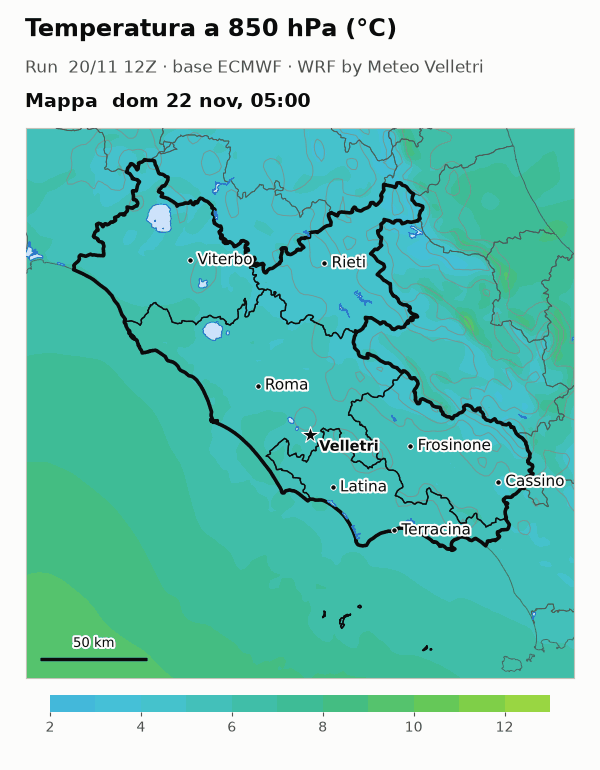 Temperatura a 850 hPa (°C)
Run  20/11 12Z · base ECMWF · WRF by Meteo Velletri
Mappa  dom 22 nov, 05:00
Viterbo
Rieti
Roma
Velletri
Frosinone
Latina
Cassino
Terracina
50 km
2 4 6 8 10 12